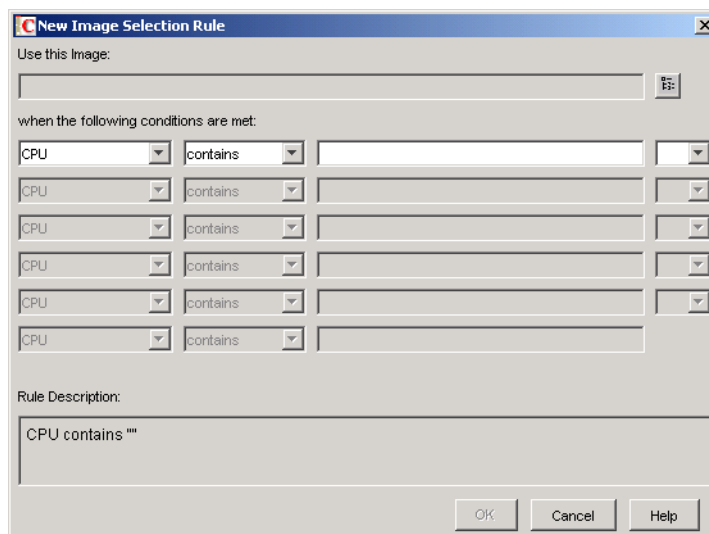 New Image Selection Rule
Use this Image:
when the following conditions are met:
CPU contains
CPU contains
CPU contains
CPU contains
CPU contains
CPU contains
Rule Description:
CPU contains ""
OK Cancel Help